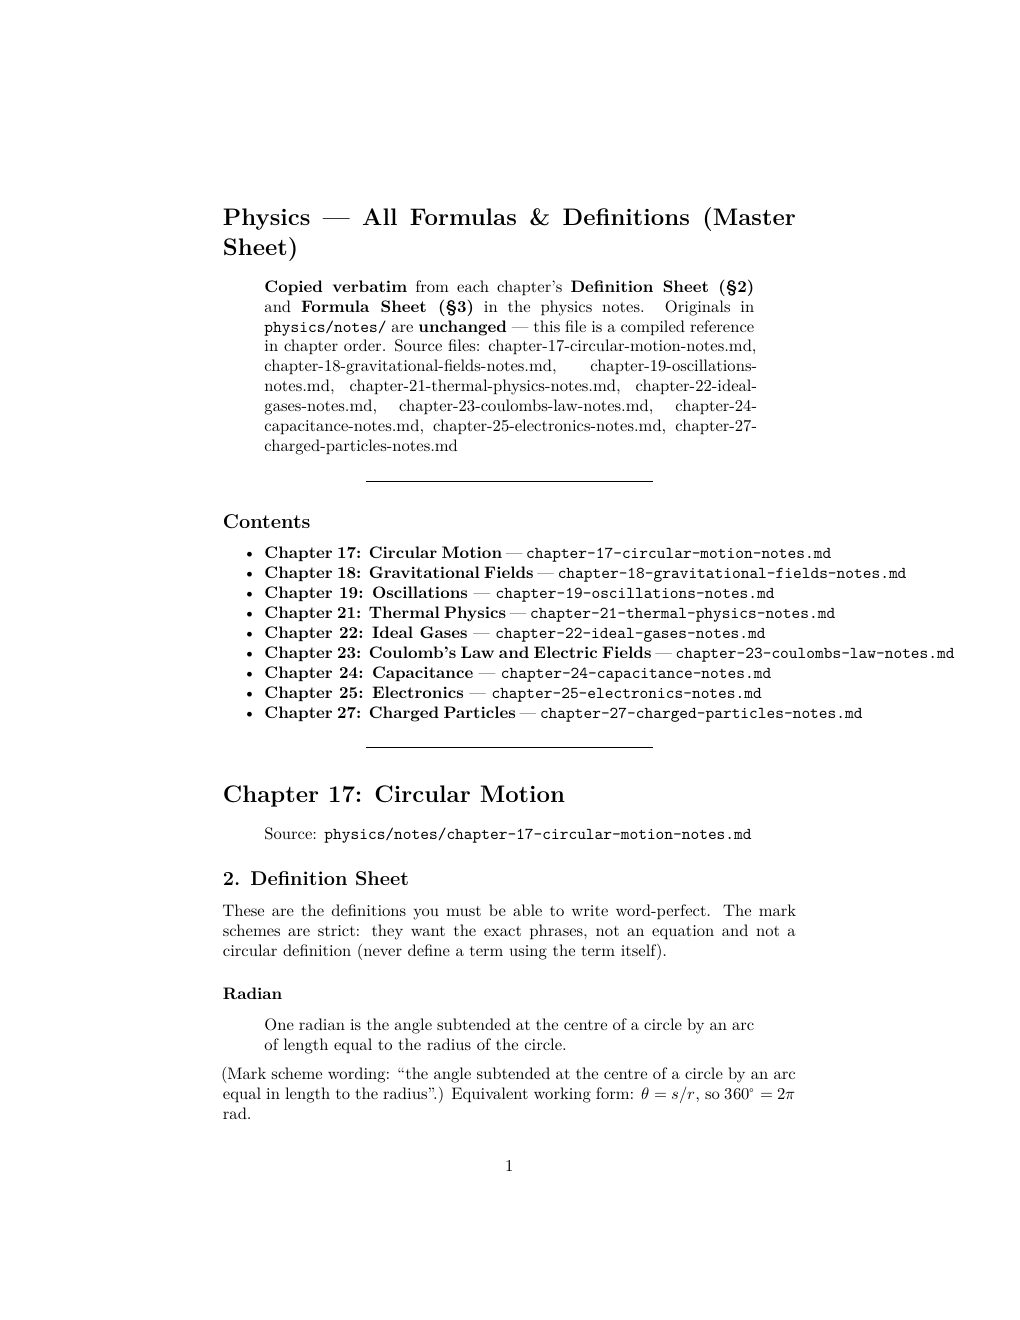 Physics — All Formulas & Definitions (Master
Sheet)
Copied verbatim from each chapter's Definition Sheet (§2)
and Formula Sheet (§3) in the physics notes. Originals in
physics/notes/ are unchanged — this file is a compiled reference
in chapter order. Source files: chapter-17-circular-motion-notes.md,
chapter-18-gravitational-fields-notes.md, chapter-19-oscillations-
notes.md, chapter-21-thermal-physics-notes.md, chapter-22-ideal-
gases-notes.md, chapter-23-coulombs-law-notes.md, chapter-24-
capacitance-notes.md, chapter-25-electronics-notes.md, chapter-27-
charged-particles-notes.md
Contents
• Chapter 17: Circular Motion — chapter-17-circular-motion-notes.md
• Chapter 18: Gravitational Fields — chapter-18-gravitational-fields-notes.md
• Chapter 19: Oscillations — chapter-19-oscillations-notes.md
• Chapter 21: Thermal Physics — chapter-21-thermal-physics-notes.md
• Chapter 22: Ideal Gases — chapter-22-ideal-gases-notes.md
• Chapter 23: Coulomb's Law and Electric Fields — chapter-23-coulombs-law-notes.md
• Chapter 24: Capacitance — chapter-24-capacitance-notes.md
• Chapter 25: Electronics — chapter-25-electronics-notes.md
• Chapter 27: Charged Particles — chapter-27-charged-particles-notes.md
Chapter 17: Circular Motion
Source: physics/notes/chapter-17-circular-motion-notes.md
2. Definition Sheet
These are the definitions you must be able to write word-perfect. The mark
schemes are strict: they want the exact phrases, not an equation and not a
circular definition (never define a term using the term itself).
Radian
One radian is the angle subtended at the centre of a circle by an arc
of length equal to the radius of the circle.
(Mark scheme wording: “the angle subtended at the centre of a circle by an arc
equal in length to the radius”.) Equivalent working form: θ = s/r, so 360° = 2π
rad.
1